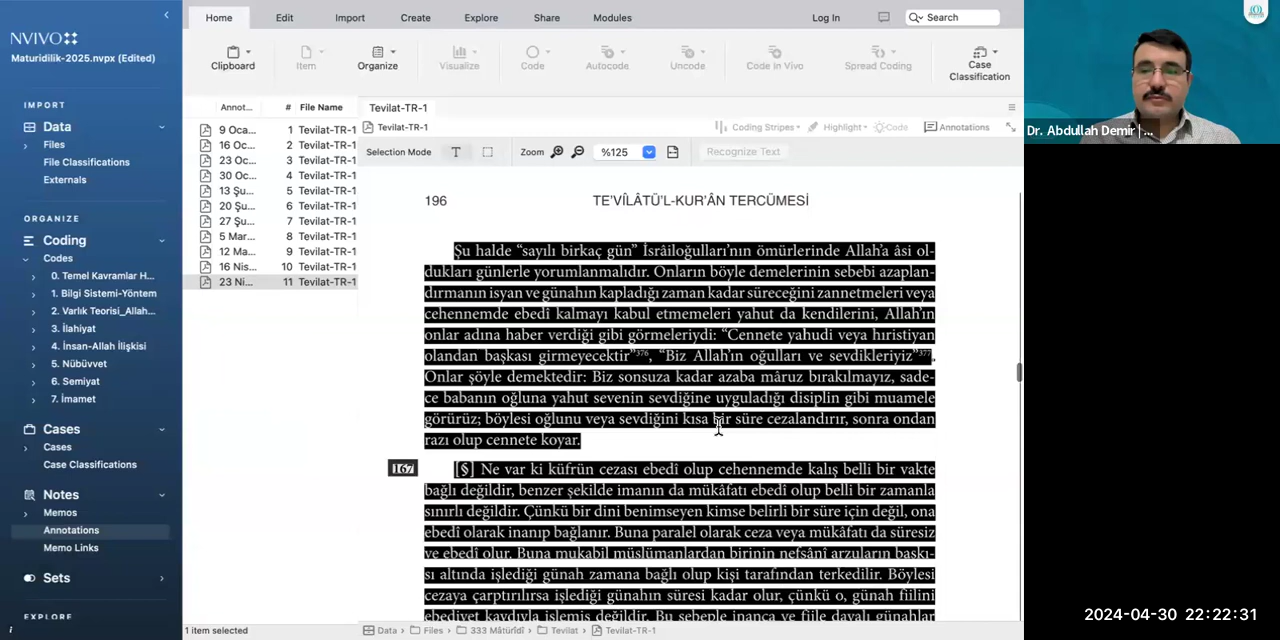 NVIVO
Maturidilik-2025.nvpx (Edited)
IMPORT
Data
Files
File Classifications
Externals
ORGANIZE
Coding
Codes
0. Temel Kavramlar H...
1. Bilgi Sistemi-Yöntem
2. Varlık Teorisi_Allah...
3. İlahiyat
4. İnsan-Allah İlişkisi
5. Nübüvvet
6. Semiyat
7. İmamet
Cases
Cases
Case Classifications
Notes
Memos
Annotations
Memo Links
Sets
EXPLORE
Home Edit Import Create Explore Share Modules Log In Search
Clipboard Item Organize Visualize Code Autocode Uncode Code In Vivo Spread Coding Case Classification
Annot... # File Name
9 Oca... 1 Tevilat-TR-1
16 Oc... 2 Tevilat-TR-1
23 Oc... 3 Tevilat-TR-1
30 Oc... 4 Tevilat-TR-1
13 Şu... 5 Tevilat-TR-1
20 Şu... 6 Tevilat-TR-1
27 Şu... 7 Tevilat-TR-1
5 Mar... 8 Tevilat-TR-1
12 Ma... 9 Tevilat-TR-1
16 Nis... 10 Tevilat-TR-1
23 Ni... 11 Tevilat-TR-1
1 item selected
Tevilat-TR-1
Tevilat-TR-1 Coding Stripes Highlight Code Annotations
Selection Mode T Zoom %125 Recognize Text
196 TE’VÎLÂTÜ’L-KUR’ÂN TERCÜMESİ
Şu halde “sayılı birkaç gün” İsrâiloğulları’nın ömürlerinde Allah’a âsi ol-
dukları günlerle yorumlanmalıdır. Onların böyle demelerinin sebebi azaplan-
dırmanın isyan ve günahın kapladığı zaman kadar süreceğini zannetmeleri veya
cehennemde ebedî kalmayı kabul etmemeleri yahut da kendilerini, Allah’ın
onlar adına haber verdiği gibi görmeleriydi: “Cennete yahudi veya hıristiyan
olandan başkası girmeyecektir”376, “Biz Allah’ın oğulları ve sevdikleriyiz”377.
Onlar şöyle demektedir: Biz sonsuza kadar azaba mâruz bırakılmayız, sade-
ce babanın oğluna yahut sevenin sevdiğine uyguladığı disiplin gibi muamele
görürüz; böylesi oğlunu veya sevdiğini kısa bir süre cezalandırır, sonra ondan
razı olup cennete koyar.
167 [§] Ne var ki küfrün cezası ebedî olup cehennemde kalış belli bir vakte
bağlı değildir, benzer şekilde imanın da mükâfatı ebedî olup belli bir zamanla
sınırlı değildir. Çünkü bir dini benimseyen kimse belirli bir süre için değil, ona
ebedî olarak inanıp bağlanır. Buna paralel olarak ceza veya mükâfatı da süresiz
ve ebedî olur. Buna mukabil müslümanlardan birinin nefsânî arzuların baskı-
sı altında işlediği günah zamana bağlı olup kişi tarafından terkedilir. Böylesi
cezaya çarptırılırsa işlediği günahın süresi kadar olur, çünkü o, günah fiilini
ebediyet kaydıyla işlemiş değildir. Bu sebeple inanca ve fiile dayalı günahlar
Data Files 333 Mâtürîdî Tevilat Tevilat-TR-1
Dr. Abdullah Demir | ...
2024-04-30 22:22:31